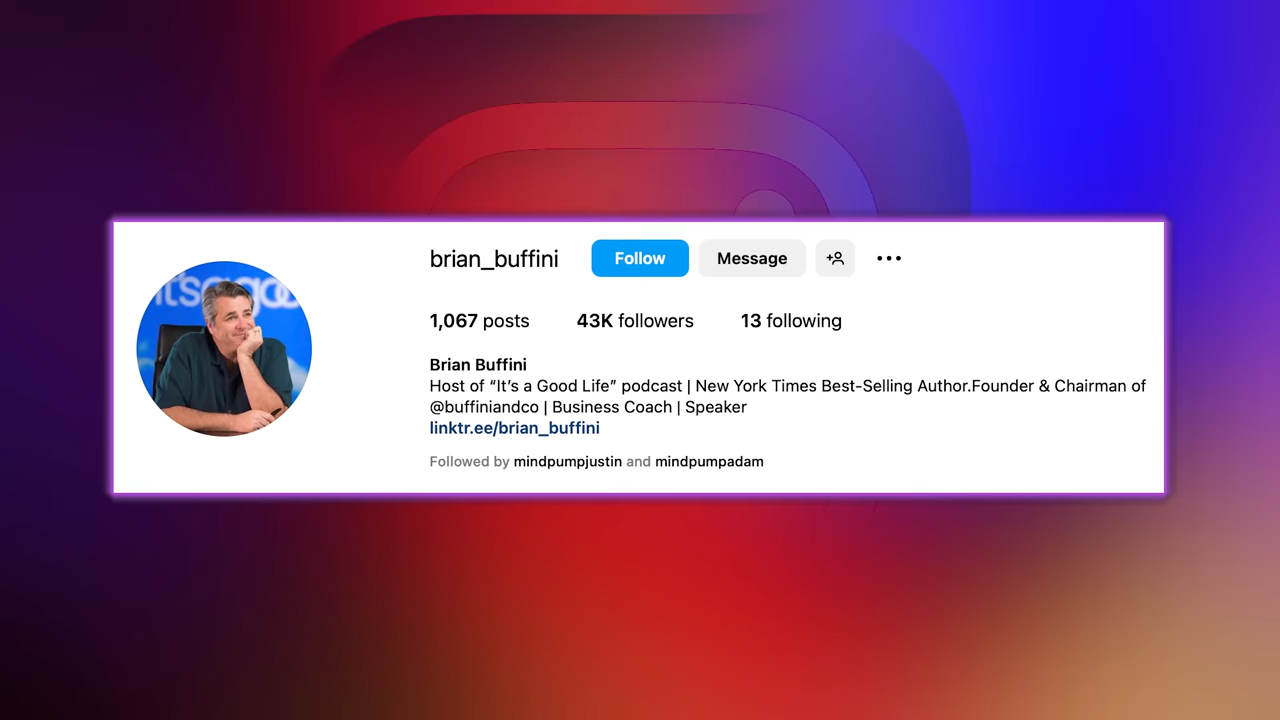 it's a goo
brian_buffini Follow Message
1,067 posts 43K followers 13 following
Brian Buffini
Host of “It’s a Good Life” podcast | New York Times Best-Selling Author.Founder & Chairman of
@buffiniandco | Business Coach | Speaker
linktr.ee/brian_buffini
Followed by mindpumpjustin and mindpumpadam